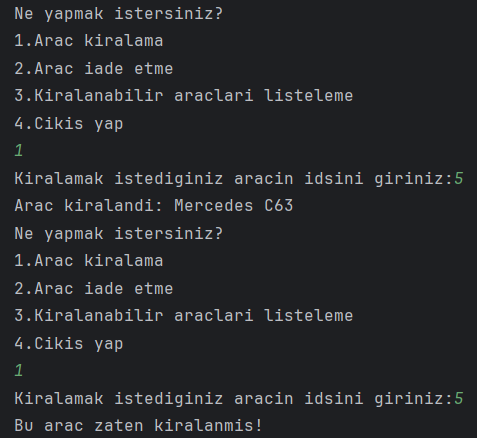 Ne yapmak istersiniz?
1.Arac kiralama
2.Arac iade etme
3.Kiralanabilir araclari listeleme
4.Cikis yap
1
Kiralamak istediginiz aracin idsini giriniz:5
Arac kiralandi: Mercedes C63
Ne yapmak istersiniz?
1.Arac kiralama
2.Arac iade etme
3.Kiralanabilir araclari listeleme
4.Cikis yap
1
Kiralamak istediginiz aracin idsini giriniz:5
Bu arac zaten kiralanmis!